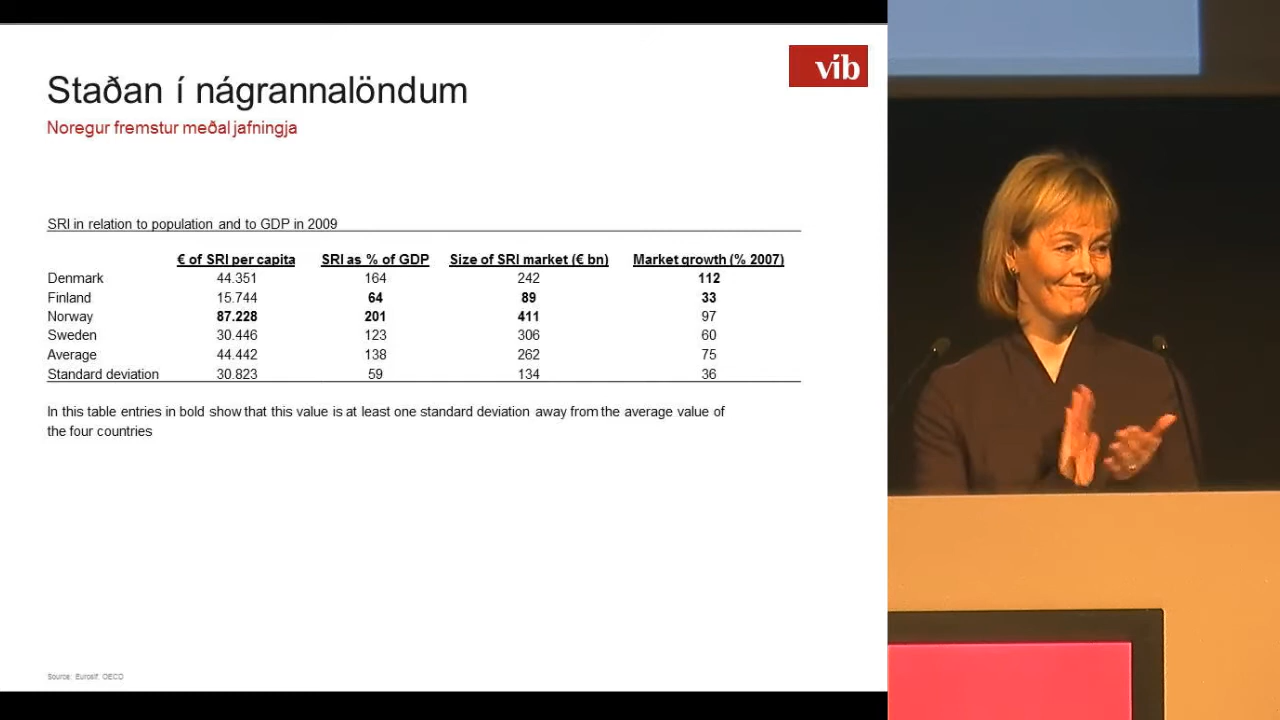 víb
Staðan í nágrannalöndum
Noregur fremstur meðal jafningja
SRI in relation to population and to GDP in 2009
€ of SRI per capita SRI as % of GDP Size of SRI market (€ bn) Market growth (% 2007)
Denmark 44.351 164 242 112
Finland 15.744 64 89 33
Norway 87.228 201 411 97
Sweden 30.446 123 306 60
Average 44.442 138 262 75
Standard deviation 30.823 59 134 36
In this table entries in bold show that this value is at least one standard deviation away from the average value of
the four countries
Source: Eurosif, OECD